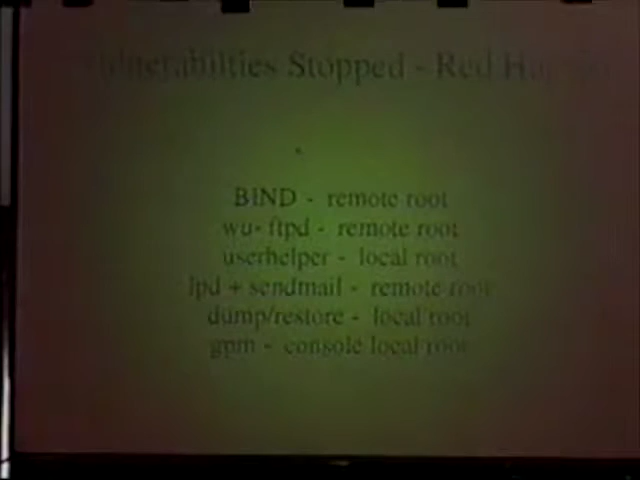 Stopped - Red
BIND - remote root
wu-ftpd - remote root
userhelper - local root
lpd + sendmail - remote root
dump/restore - local root
gpm - console local root